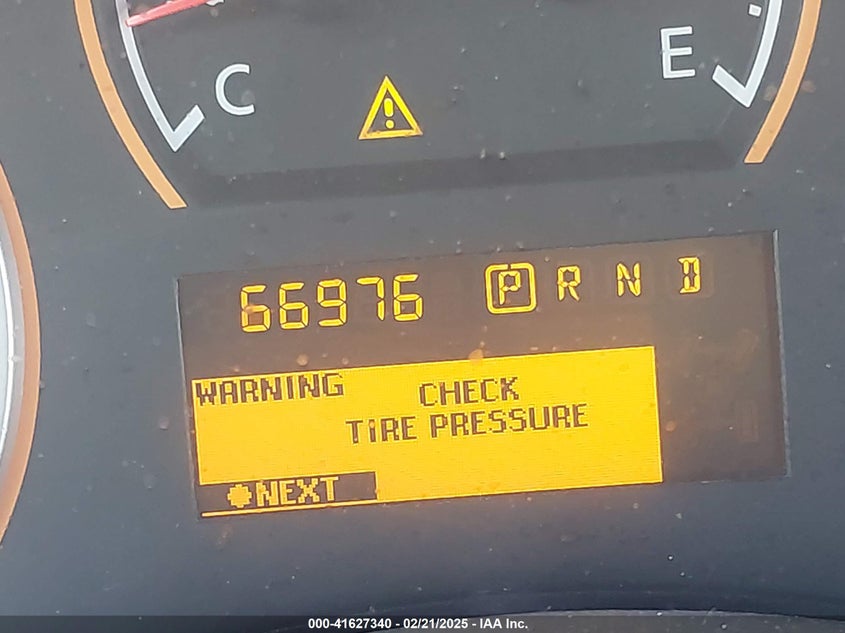 C
E
66976 P R N D
WARNING CHECK
TIRE PRESSURE
NEXT
000-41627340 - 02/21/2025 - IAA Inc.